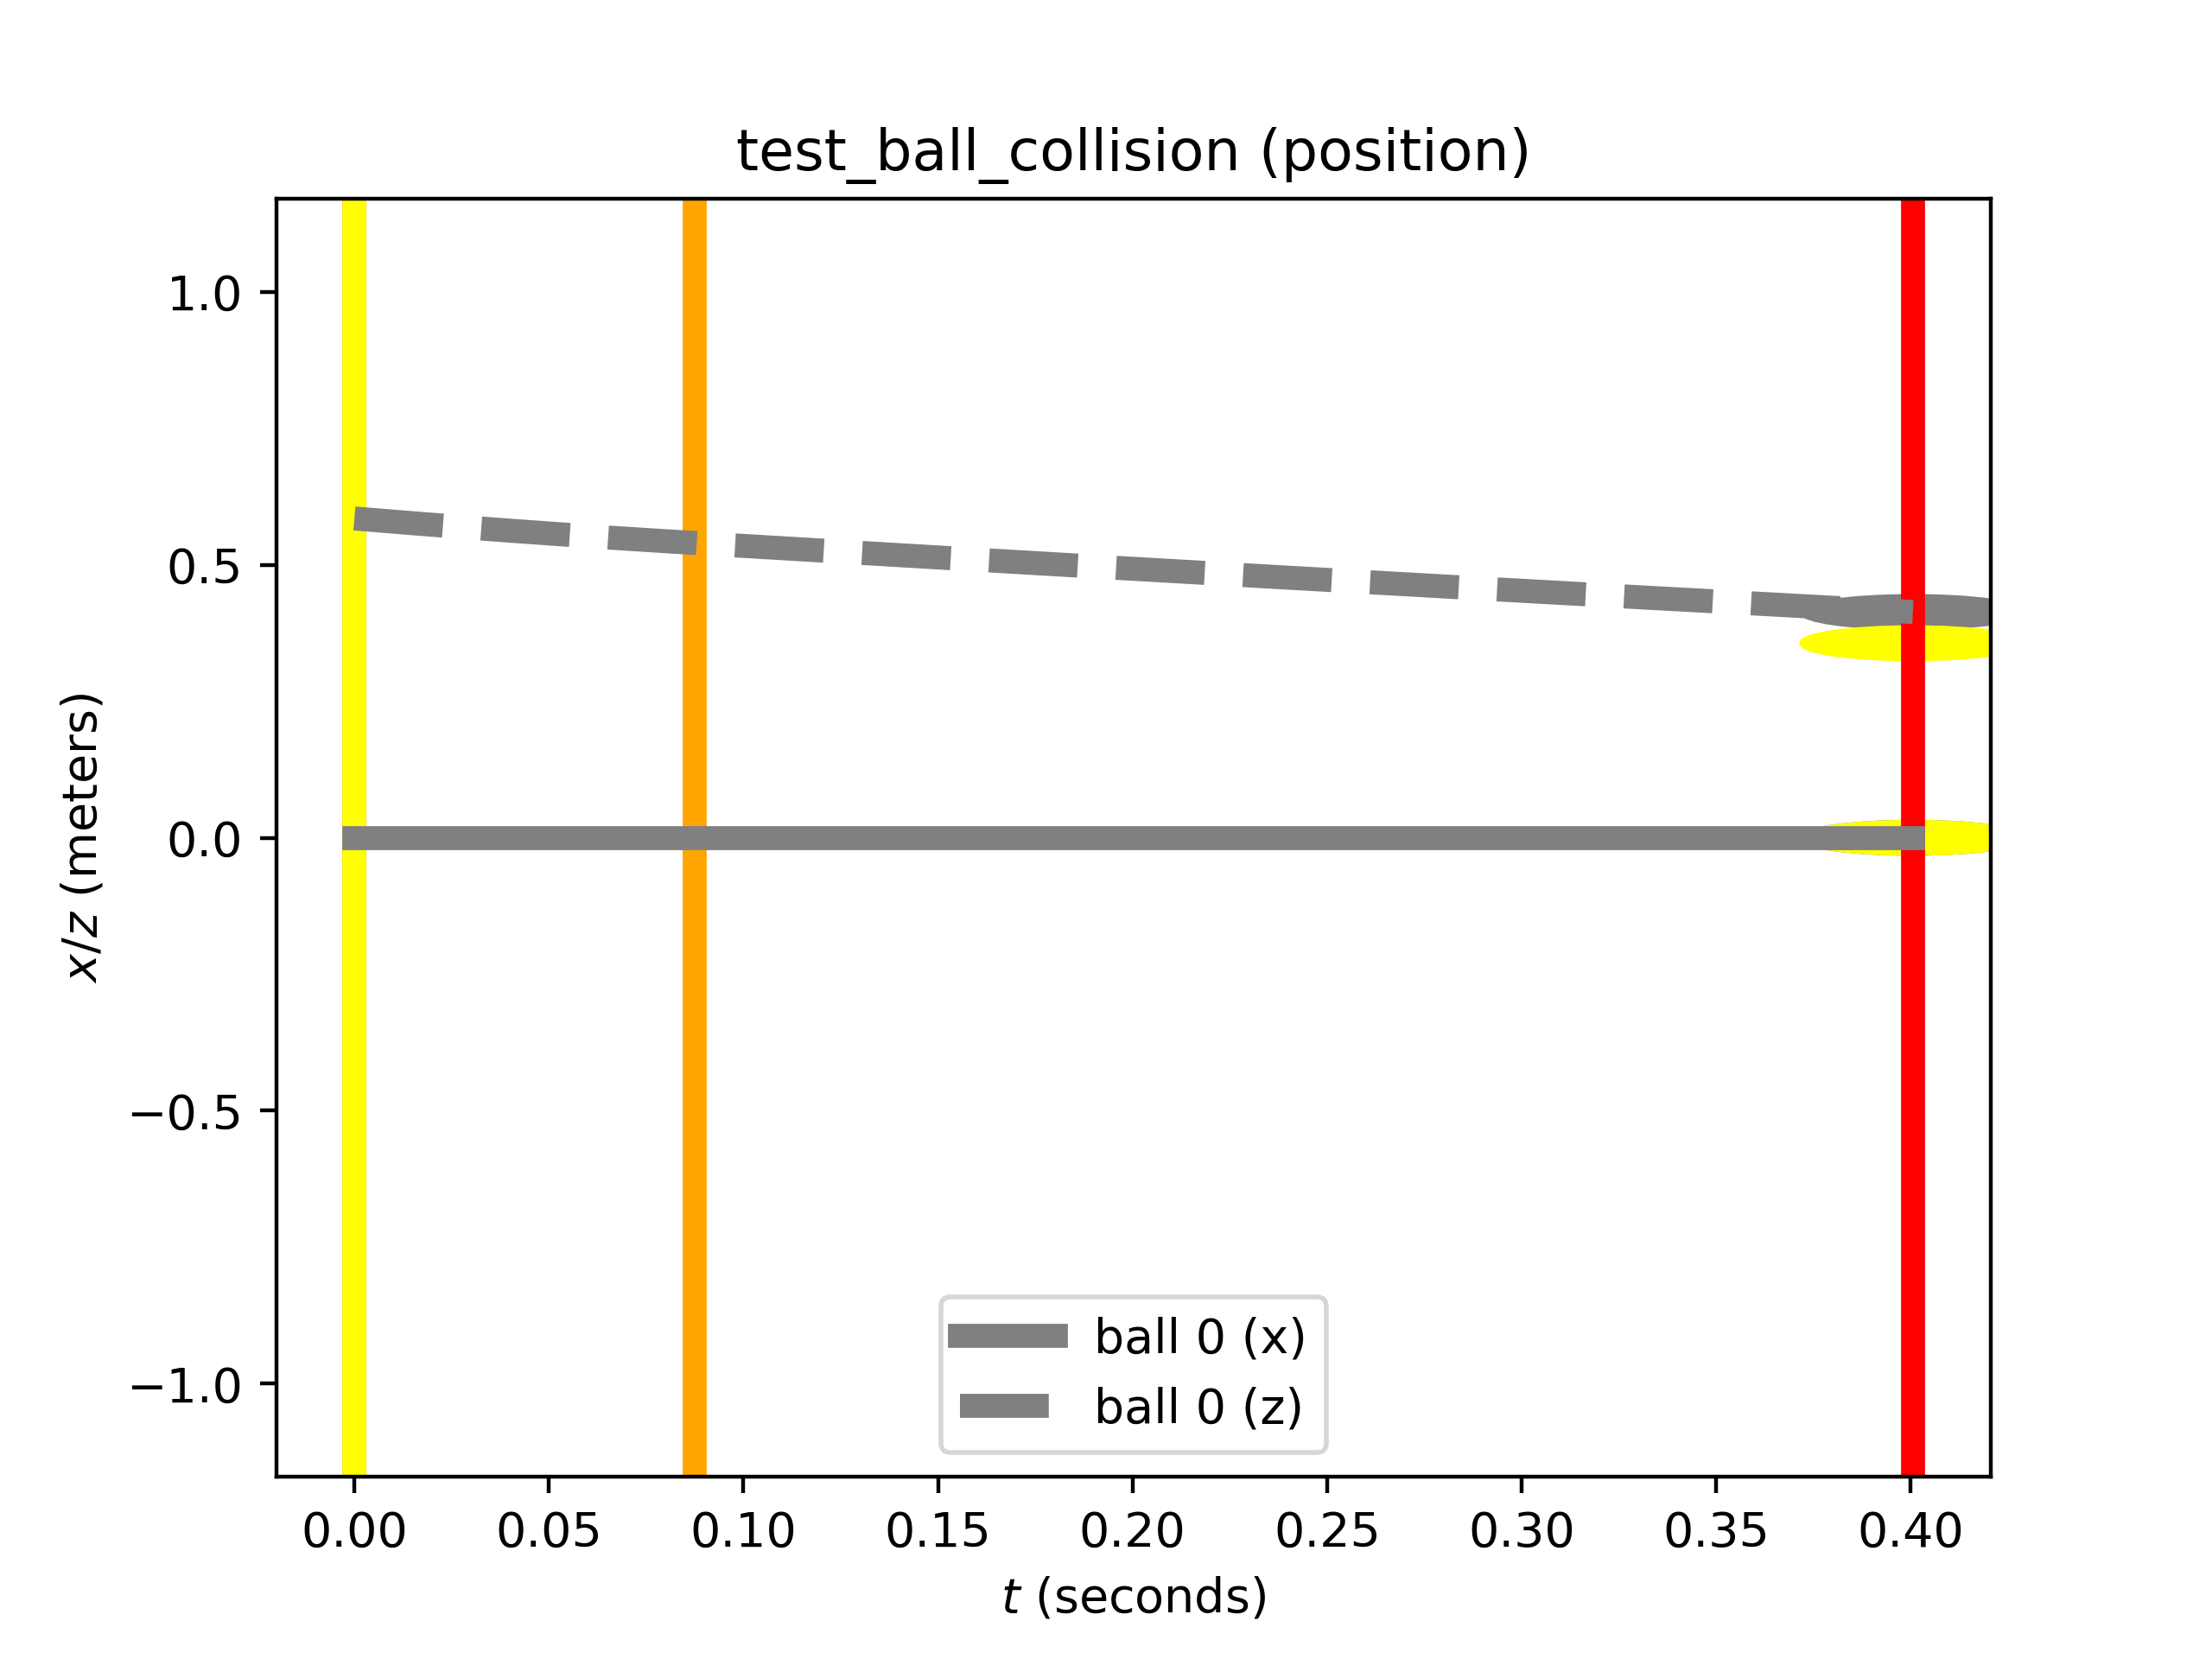 test_ball_collision (position)
x/z (meters)
1.0
0.5
0.0
−0.5
−1.0
ball 0 (x)
ball 0 (z)
0.00 0.05 0.10 0.15 0.20 0.25 0.30 0.35 0.40
t (seconds)